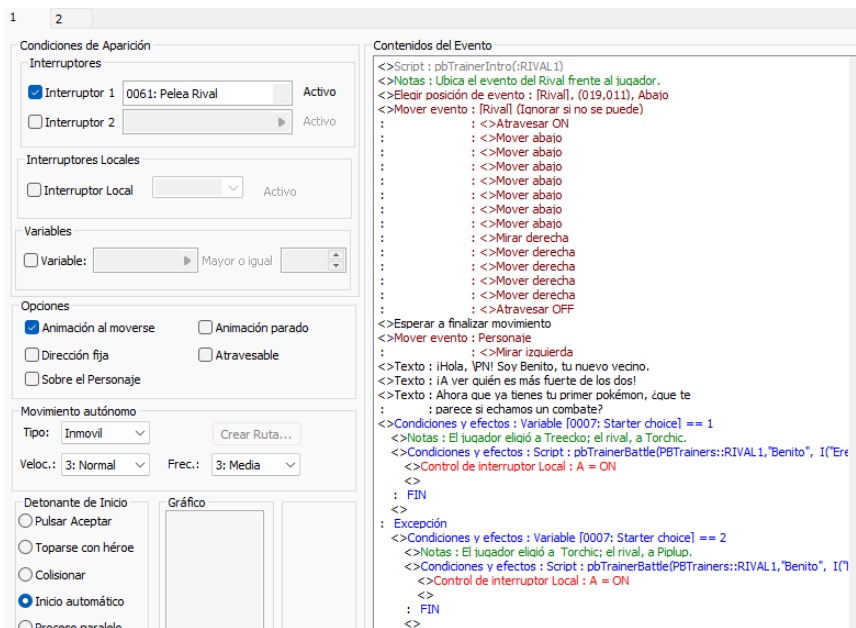 1
2
Condiciones de Aparición
Interruptores
Interruptor 1 0061: Pelea Rival Activo
Interruptor 2 Activo
Interruptores Locales
Interruptor Local Activo
Variables
Variable: Mayor o igual
Opciones
Animación al moverse Animación parado
Dirección fija Atravesable
Sobre el Personaje
Movimiento autónomo
Tipo: Inmovil Crear Ruta...
Veloc.: 3: Normal Frec.: 3: Media
Detonante de Inicio
Pulsar Aceptar
Toparse con héroe
Colisionar
Inicio automático
Proceso paralelo
Gráfico
Contenidos del Evento
<>Script : pbTrainerIntro(:RIVAL1)
<>Notas : Ubica el evento del Rival frente al jugador.
<>Elegir posición de evento : [Rival], (019,011), Abajo
<>Mover evento : [Rival] (Ignorar si no se puede)
: : <>Atravesar ON
: : <>Mover abajo
: : <>Mover abajo
: : <>Mover abajo
: : <>Mover abajo
: : <>Mover abajo
: : <>Mover abajo
: : <>Mover abajo
: : <>Mirar derecha
: : <>Mover derecha
: : <>Mover derecha
: : <>Mover derecha
: : <>Mover derecha
: : <>Atravesar OFF
<>Esperar a finalizar movimiento
<>Mover evento : Personaje
: : <>Mirar izquierda
<>Texto : ¡Hola, \PN! Soy Benito, tu nuevo vecino.
<>Texto : ¡A ver quién es más fuerte de los dos!
<>Texto : Ahora que ya tienes tu primer pokémon, ¿que te
: : parece si echamos un combate?
<>Condiciones y efectos : Variable [0007: Starter choice] == 1
<>Notas : El jugador eligió a Treecko; el rival, a Torchic.
<>Condiciones y efectos : Script : pbTrainerBattle(PBTrainers::RIVAL1,"Benito", I("Ere
<>Control de interruptor Local : A = ON
<>
: FIN
<>
: Excepción
<>Condiciones y efectos : Variable [0007: Starter choice] == 2
<>Notas : El jugador eligió a Torchic; el rival, a Piplup.
<>Condiciones y efectos : Script : pbTrainerBattle(PBTrainers::RIVAL1,"Benito", I("
<>Control de interruptor Local : A = ON
<>
: FIN
<>